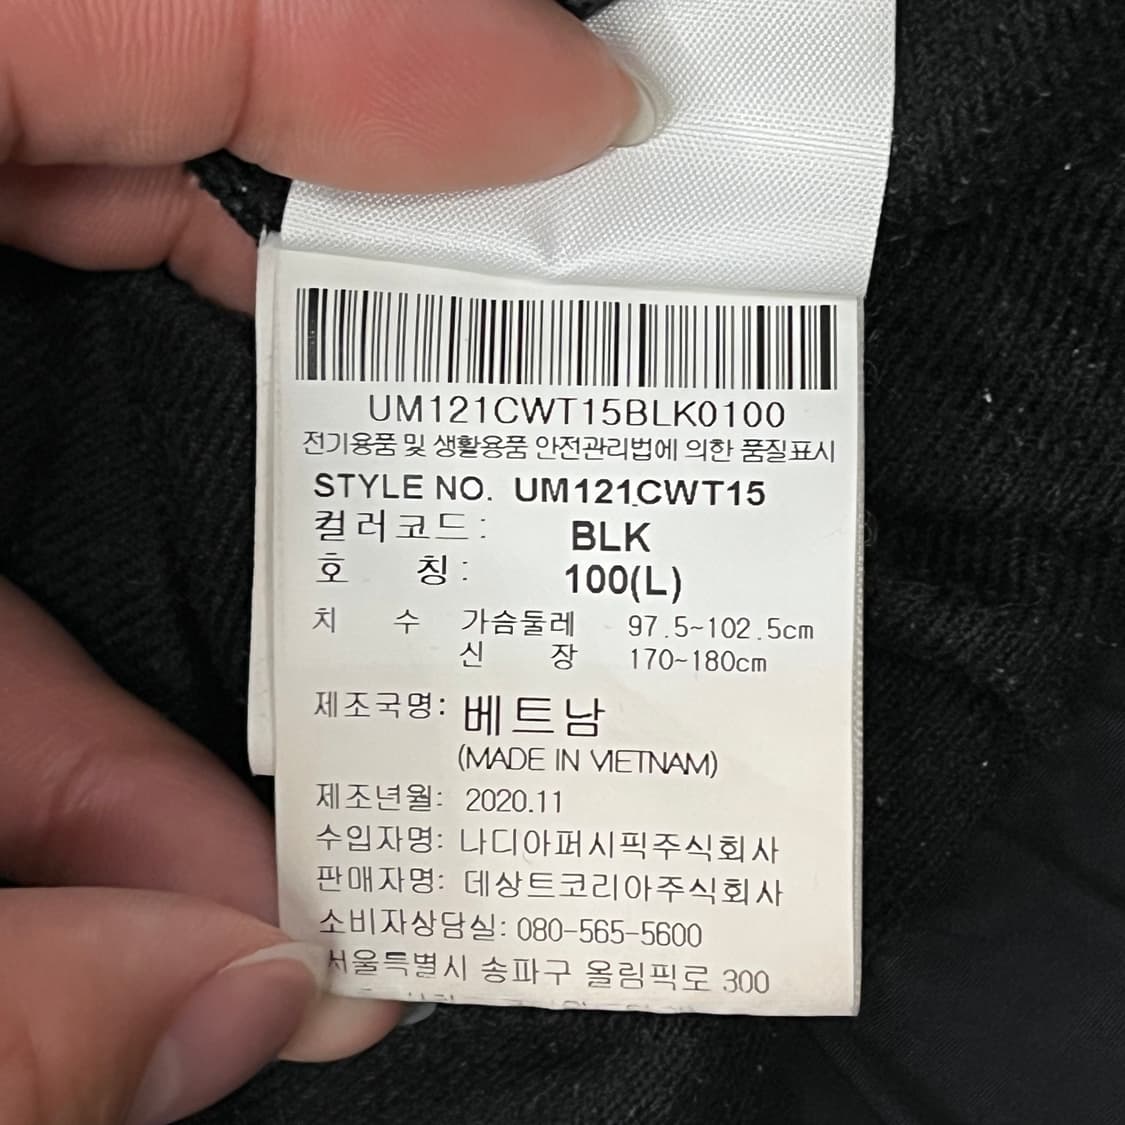 UM121CWT15BLK0100
전기용품 및 생활용품 안전관리법에 의한 품질표시
STYLE NO. UM121CWT15
컬러코드: BLK
호 칭: 100(L)
치 수 가슴둘레 97.5~102.5cm
신 장 170~180cm
제조국명: 베트남
(MADE IN VIETNAM)
제조년월: 2020.11
수입자명: 나디아퍼시픽주식회사
판매자명: 데상트코리아주식회사
소비자상담실: 080-565-5600
서울특별시 송파구 올림픽로 300